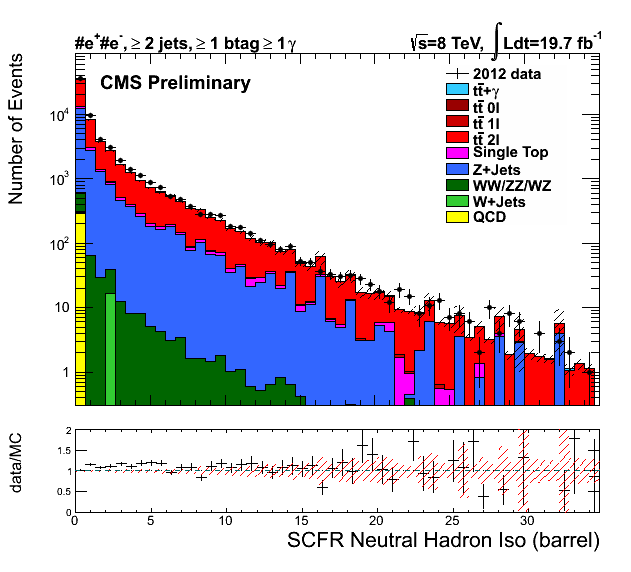 #e⁺#e⁻, ≥ 2 jets, ≥ 1 btag ≥ 1 γ
√s=8 TeV, ∫Ldt=19.7 fb⁻¹
CMS Preliminary
2012 data
tt̄+γ
tt̄ 0l
tt̄ 1l
tt̄ 2l
Single Top
Z+Jets
WW/ZZ/WZ
W+Jets
QCD
Number of Events
10⁴
10³
10²
10
1
data/MC
2
1.5
1
0.5
0
0 5 10 15 20 25 30
SCFR Neutral Hadron Iso (barrel)